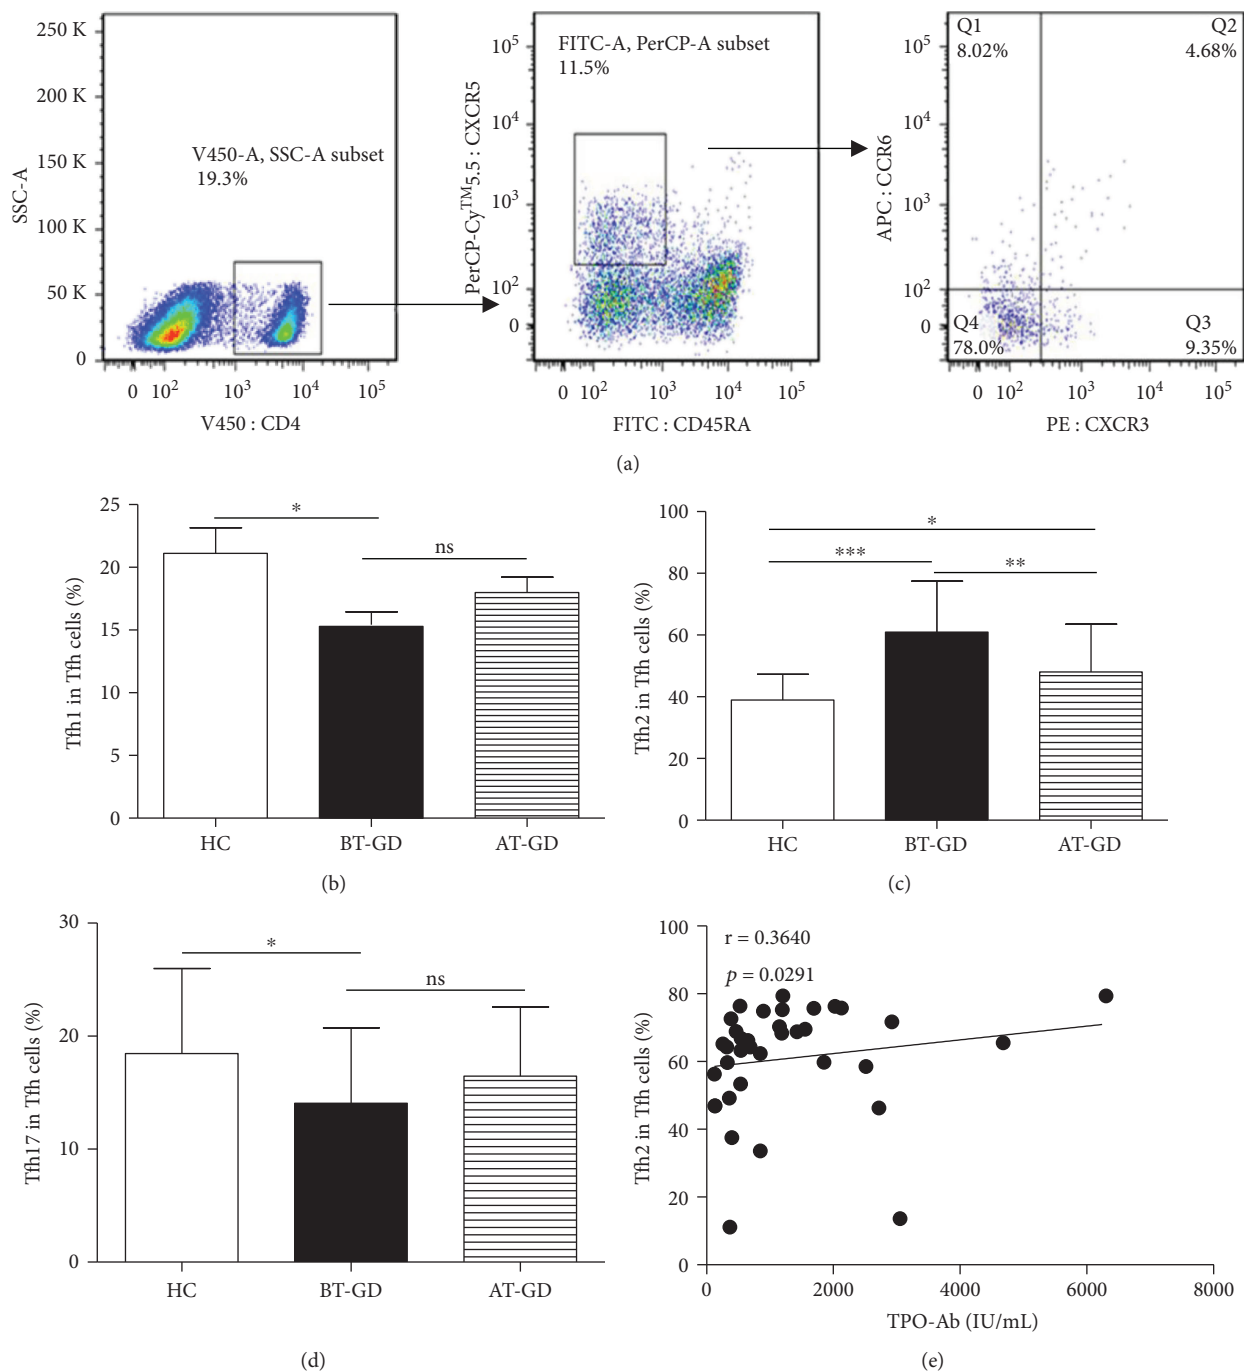 250 K
200 K
150 K
100 K
50 K
0
SSC-A
V450-A, SSC-A subset
19.3%
0 10² 10³ 10⁴ 10⁵
V450 : CD4
10⁵
10⁴
10³
10²
0
PerCP-Cy™5.5 : CXCR5
FITC-A, PerCP-A subset
11.5%
0 10² 10³ 10⁴ 10⁵
FITC : CD45RA
10⁵
10⁴
10³
10²
0
APC : CCR6
Q1
8.02%
Q2
4.68%
Q4
78.0%
Q3
9.35%
0 10² 10³ 10⁴ 10⁵
PE : CXCR3
(a)
25
20
15
10
5
0
Tfh1 in Tfh cells (%)
*
ns
HC BT-GD AT-GD
(b)
100
80
60
40
20
0
Tfh2 in Tfh cells (%)
*
***
**
HC BT-GD AT-GD
(c)
30
20
10
0
Tfh17 in Tfh cells (%)
*
ns
HC BT-GD AT-GD
(d)
100
80
60
40
20
0
Tfh2 in Tfh cells (%)
r = 0.3640
p = 0.0291
0 2000 4000 6000 8000
TPO-Ab (IU/mL)
(e)